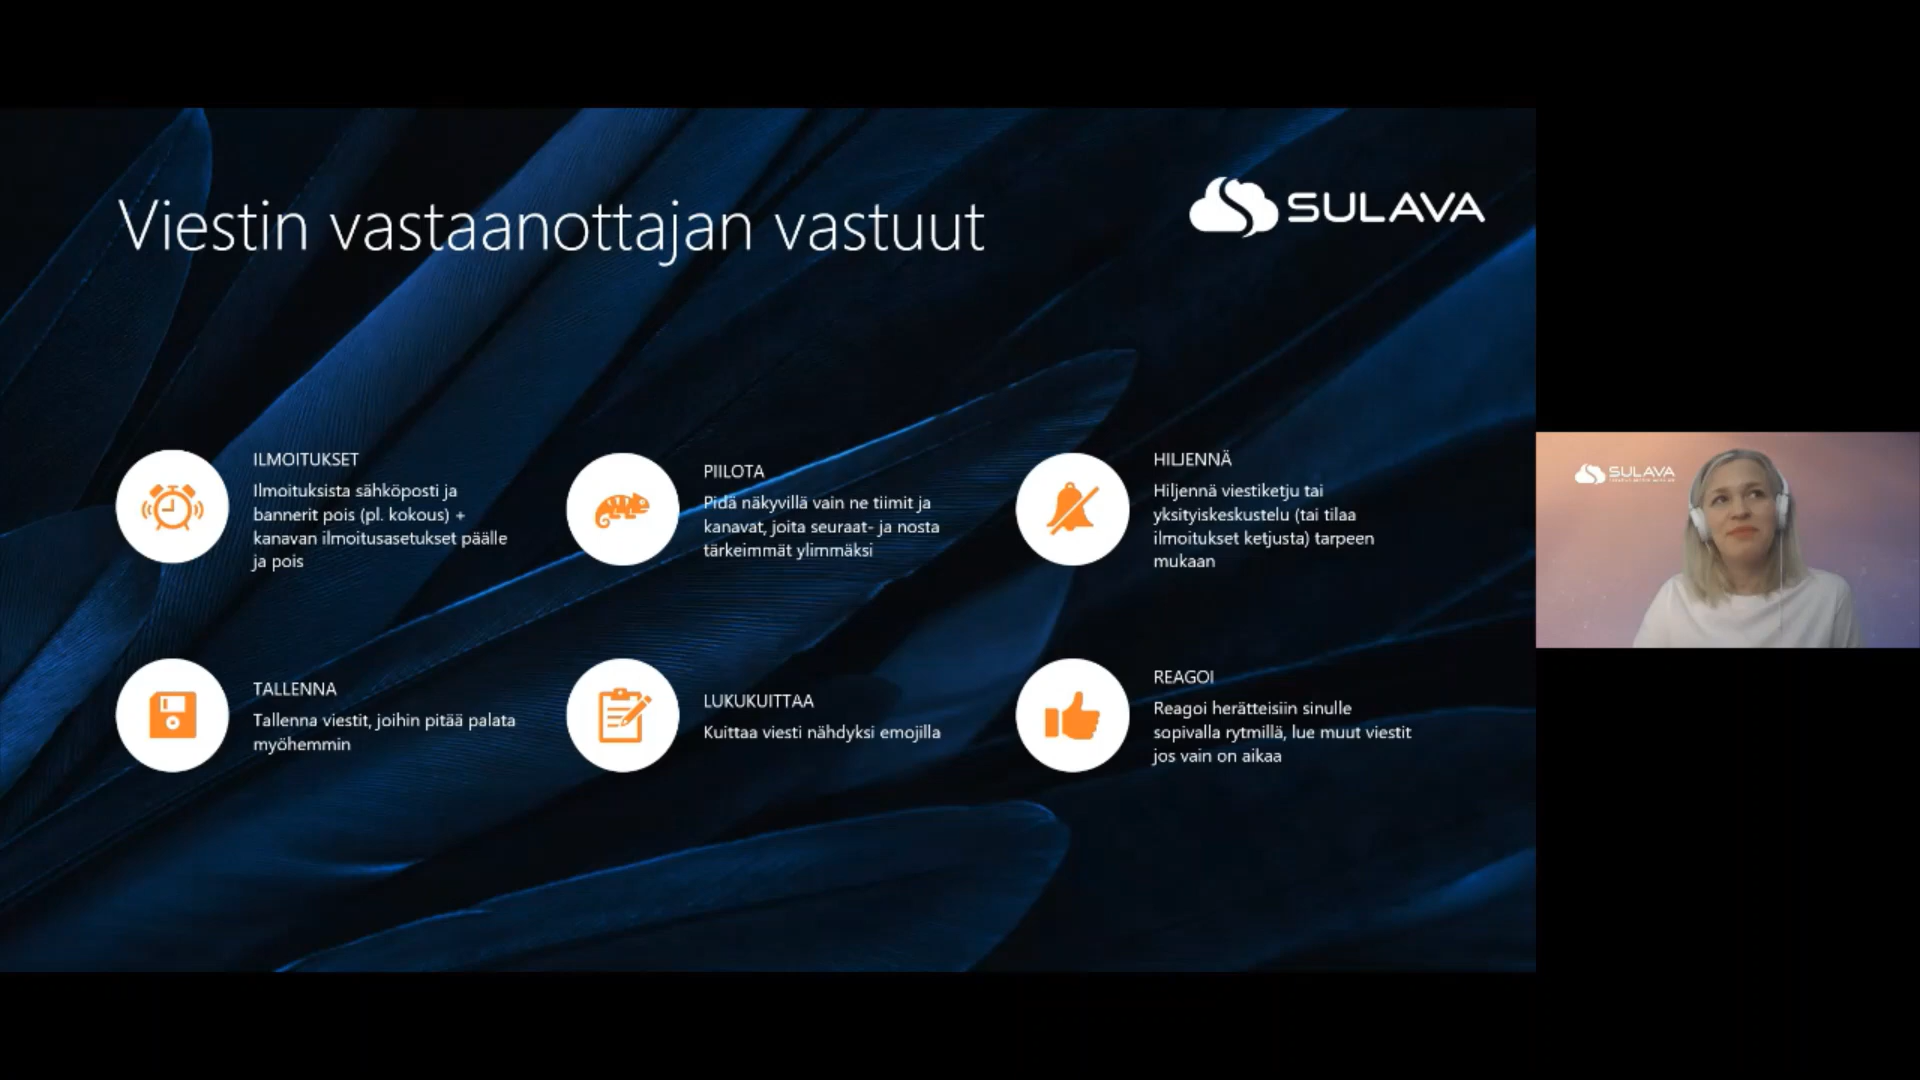 Viestin vastaanottajan vastuut
SULAVA
ILMOITUKSET
Ilmoituksista sähköposti ja
bannerit pois (pl. kokous) +
kanavan ilmoitusasetukset päälle
ja pois
PIILOTA
Pidä näkyvillä vain ne tiimit ja
kanavat, joita seuraat- ja nosta
tärkeimmät ylimmäksi
HILJENNÄ
Hiljennä viestiketju tai
yksityiskeskustelu (tai tilaa
ilmoitukset ketjusta) tarpeen
mukaan
TALLENNA
Tallenna viestit, joihin pitää palata
myöhemmin
LUKUKUITTAA
Kuittaa viesti nähdyksi emojilla
REAGOI
Reagoi herätteisiin sinulle
sopivalla rytmillä, lue muut viestit
jos vain on aikaa
SULAVA